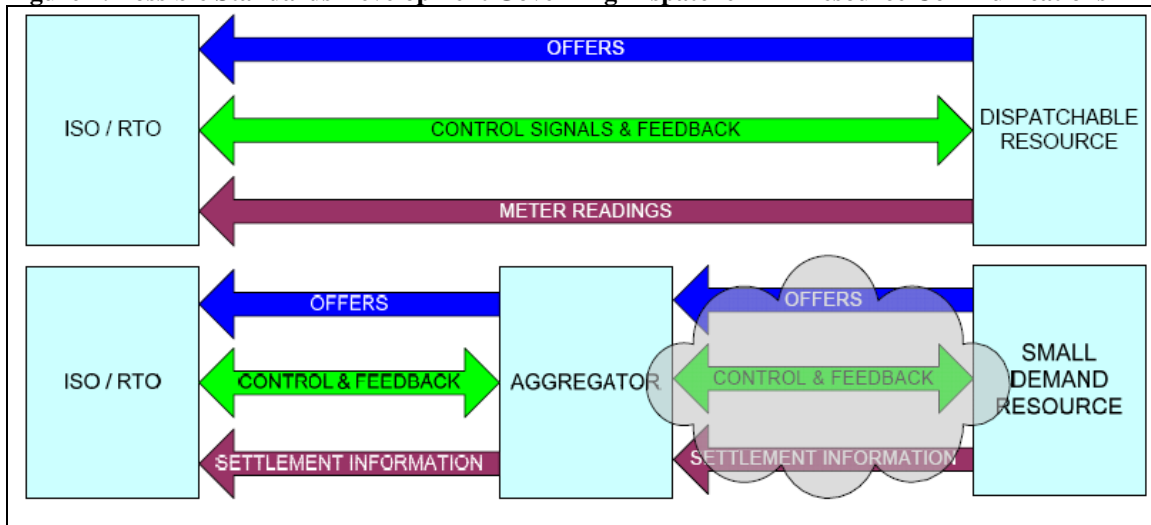 OFFERS
ISO / RTO
CONTROL SIGNALS & FEEDBACK
DISPATCHABLE
RESOURCE
METER READINGS
OFFERS
OFFERS
ISO / RTO
CONTROL & FEEDBACK
AGGREGATOR
CONTROL & FEEDBACK
SMALL
DEMAND
RESOURCE
SETTLEMENT INFORMATION
SETTLEMENT INFORMATION